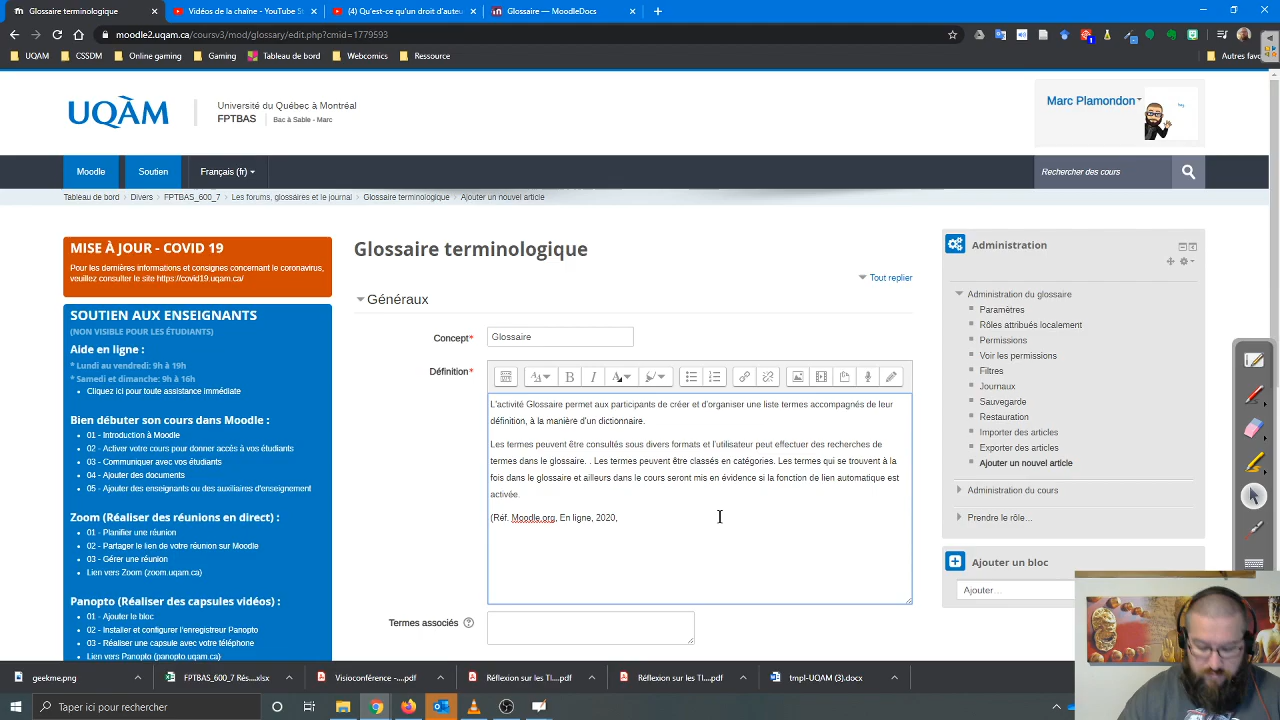 Glossaire terminologique
Vidéos de la chaîne - YouTube St
(4) Qu'est-ce qu'un droit d'auteu
Glossaire — MoodleDocs
moodle2.uqam.ca/coursv3/mod/glossary/edit.php?cmid=1779593
UQAM
CSSDM
Online gaming
Gaming
Tableau de bord
Webcomics
Ressource
Autres favo
UQÀM
Université du Québec à Montréal
FPTBAS
Bac à Sable - Marc
Marc Plamondon
Moodle
Soutien
Français (fr)
Rechercher des cours
Tableau de bord
Divers
FPTBAS_600_7
Les forums, glossaires et le journal
Glossaire terminologique
Ajouter un nouvel article
MISE À JOUR - COVID 19
Pour les dernières informations et consignes concernant le coronavirus,
veuillez consulter le site https://covid19.uqam.ca/
SOUTIEN AUX ENSEIGNANTS
(NON VISIBLE POUR LES ÉTUDIANTS)
Aide en ligne :
* Lundi au vendredi: 9h à 19h
* Samedi et dimanche: 9h à 16h
Cliquez ici pour toute assistance immédiate
Bien débuter son cours dans Moodle :
01 - Introduction à Moodle
02 - Activer votre cours pour donner accès à vos étudiants
03 - Communiquer avec vos étudiants
04 - Ajouter des documents
05 - Ajouter des enseignants ou des auxiliaires d'enseignement
Zoom (Réaliser des réunions en direct) :
01 - Planifier une réunion
02 - Partager le lien de votre réunion sur Moodle
03 - Gérer une réunion
Lien vers Zoom (zoom.uqam.ca)
Panopto (Réaliser des capsules vidéos) :
01 - Ajouter le bloc
02 - Installer et configurer l'enregistreur Panopto
03 - Réaliser une capsule avec votre téléphone
Lien vers Panopto (panopto.uqam.ca)
Glossaire terminologique
Tout replier
Généraux
Concept*
Glossaire
Définition*
L'activité Glossaire permet aux participants de créer et d'organiser une liste termes accompagnés de leur
définition, à la manière d'un dictionnaire.
Les termes peuvent être consultés sous divers formats et l'utilisateur peut effectuer des recherches de
termes dans le glossaire. . Les termes peuvent être classés en catégories. Les termes qui se trouvent à la
fois dans le glossaire et ailleurs dans le cours seront mis en évidence si la fonction de lien automatique est
activée.
(Réf. Moodle.org, En ligne, 2020,
Termes associés
Administration
Administration du glossaire
Paramètres
Rôles attribués localement
Permissions
Voir les permissions
Filtres
Journaux
Sauvegarde
Restauration
Importer des articles
Exporter des articles
Ajouter un nouvel article
Administration du cours
Prendre le rôle…
Ajouter un bloc
Ajouter…
geekme.png
FPTBAS_600_7 Rés....xlsx
Visioconférence -....pdf
Réflexion sur les TI....pdf
Réflexion sur les TI....pdf
tmpl-UQAM (3).docx
Taper ici pour rechercher